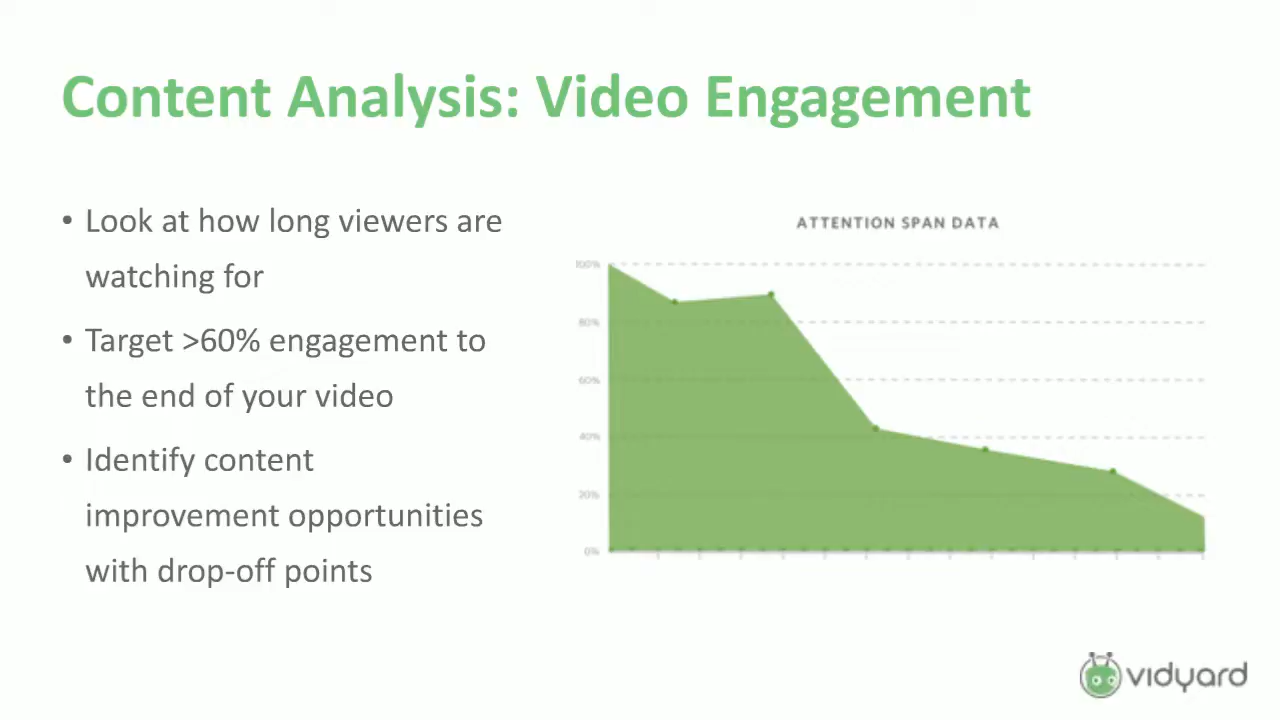 Content Analysis: Video Engagement
• Look at how long viewers are
watching for
• Target >60% engagement to
the end of your video
• Identify content
improvement opportunities
with drop-off points
ATTENTION SPAN DATA
100%
80%
60%
40%
20%
0%
vidyard